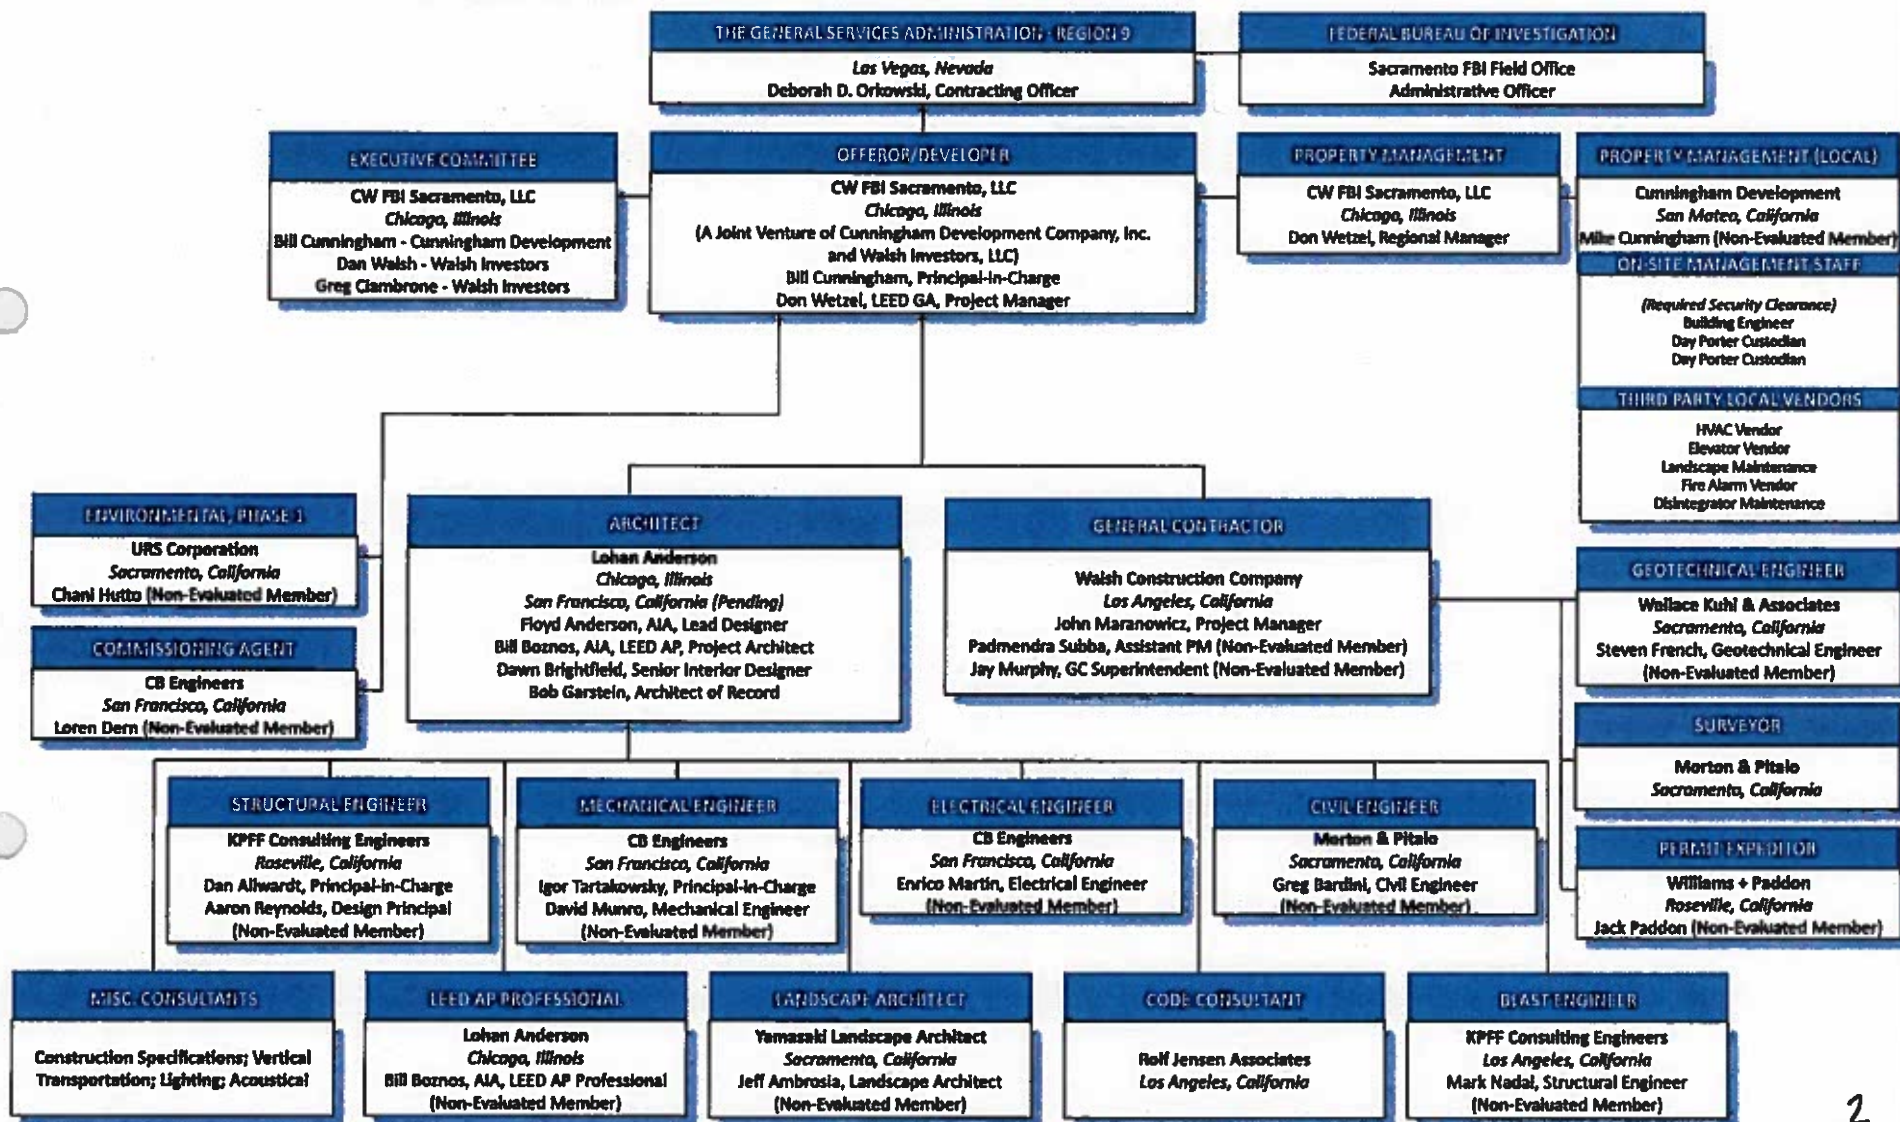 THE GENERAL SERVICES ADMINISTRATION - REGION 9
Las Vegas, Nevada
Deborah D. Orkowski, Contracting Officer
FEDERAL BUREAU OF INVESTIGATION
Sacramento FBI Field Office
Administrative Officer
EXECUTIVE COMMITTEE
CW FBI Sacramento, LLC
Chicago, Illinois
Bill Cunningham - Cunningham Development
Dan Walsh - Walsh Investors
Greg Ciambrone - Walsh Investors
OFFEROR/DEVELOPER
CW FBI Sacramento, LLC
Chicago, Illinois
(A Joint Venture of Cunningham Development Company, Inc.
and Walsh Investors, LLC)
Bill Cunningham, Principal-in-Charge
Don Wetzel, LEED GA, Project Manager
PROPERTY MANAGEMENT
CW FBI Sacramento, LLC
Chicago, Illinois
Don Wetzel, Regional Manager
PROPERTY MANAGEMENT (LOCAL)
Cunningham Development
San Mateo, California
Mike Cunningham (Non-Evaluated Member)
ON-SITE MANAGEMENT STAFF
(Required Security Clearance)
Building Engineer
Day Porter Custodian
Day Porter Custodian
THIRD PARTY LOCAL VENDORS
HVAC Vendor
Elevator Vendor
Landscape Maintenance
Fire Alarm Vendor
Disintegrator Maintenance
ENVIRONMENTAL, PHASE 1
URS Corporation
Sacramento, California
Chani Hutto (Non-Evaluated Member)
COMMISSIONING AGENT
CB Engineers
San Francisco, California
Loren Dern (Non-Evaluated Member)
ARCHITECT
Lohan Anderson
Chicago, Illinois
San Francisco, California (Pending)
Floyd Anderson, AIA, Lead Designer
Bill Boznos, AIA, LEED AP, Project Architect
Dawn Brightfield, Senior Interior Designer
Bob Garstein, Architect of Record
GENERAL CONTRACTOR
Walsh Construction Company
Los Angeles, California
John Maranowicz, Project Manager
Padmendra Subba, Assistant PM (Non-Evaluated Member)
Jay Murphy, GC Superintendent (Non-Evaluated Member)
GEOTECHNICAL ENGINEER
Wallace Kuhl & Associates
Sacramento, California
Steven French, Geotechnical Engineer
(Non-Evaluated Member)
SURVEYOR
Morton & Pitalo
Sacramento, California
PERMIT EXPEDITOR
Williams + Paddon
Roseville, California
Jack Paddon (Non-Evaluated Member)
STRUCTURAL ENGINEER
KPFF Consulting Engineers
Roseville, California
Dan Allwardt, Principal-in-Charge
Aaron Reynolds, Design Principal
(Non-Evaluated Member)
MECHANICAL ENGINEER
CB Engineers
San Francisco, California
Igor Tartakowsky, Principal-in-Charge
David Munro, Mechanical Engineer
(Non-Evaluated Member)
ELECTRICAL ENGINEER
CB Engineers
San Francisco, California
Enrico Martin, Electrical Engineer
(Non-Evaluated Member)
CIVIL ENGINEER
Morton & Pitalo
Sacramento, California
Greg Bardini, Civil Engineer
(Non-Evaluated Member)
MISC. CONSULTANTS
Construction Specifications; Vertical
Transportation; Lighting; Acoustical
LEED AP PROFESSIONAL
Lohan Anderson
Chicago, Illinois
Bill Boznos, AIA, LEED AP Professional
(Non-Evaluated Member)
LANDSCAPE ARCHITECT
Yamasaki Landscape Architect
Sacramento, California
Jeff Ambrosia, Landscape Architect
(Non-Evaluated Member)
CODE CONSULTANT
Rolf Jensen Associates
Los Angeles, California
BLAST ENGINEER
KPFF Consulting Engineers
Los Angeles, California
Mark Nadal, Structural Engineer
(Non-Evaluated Member)
2